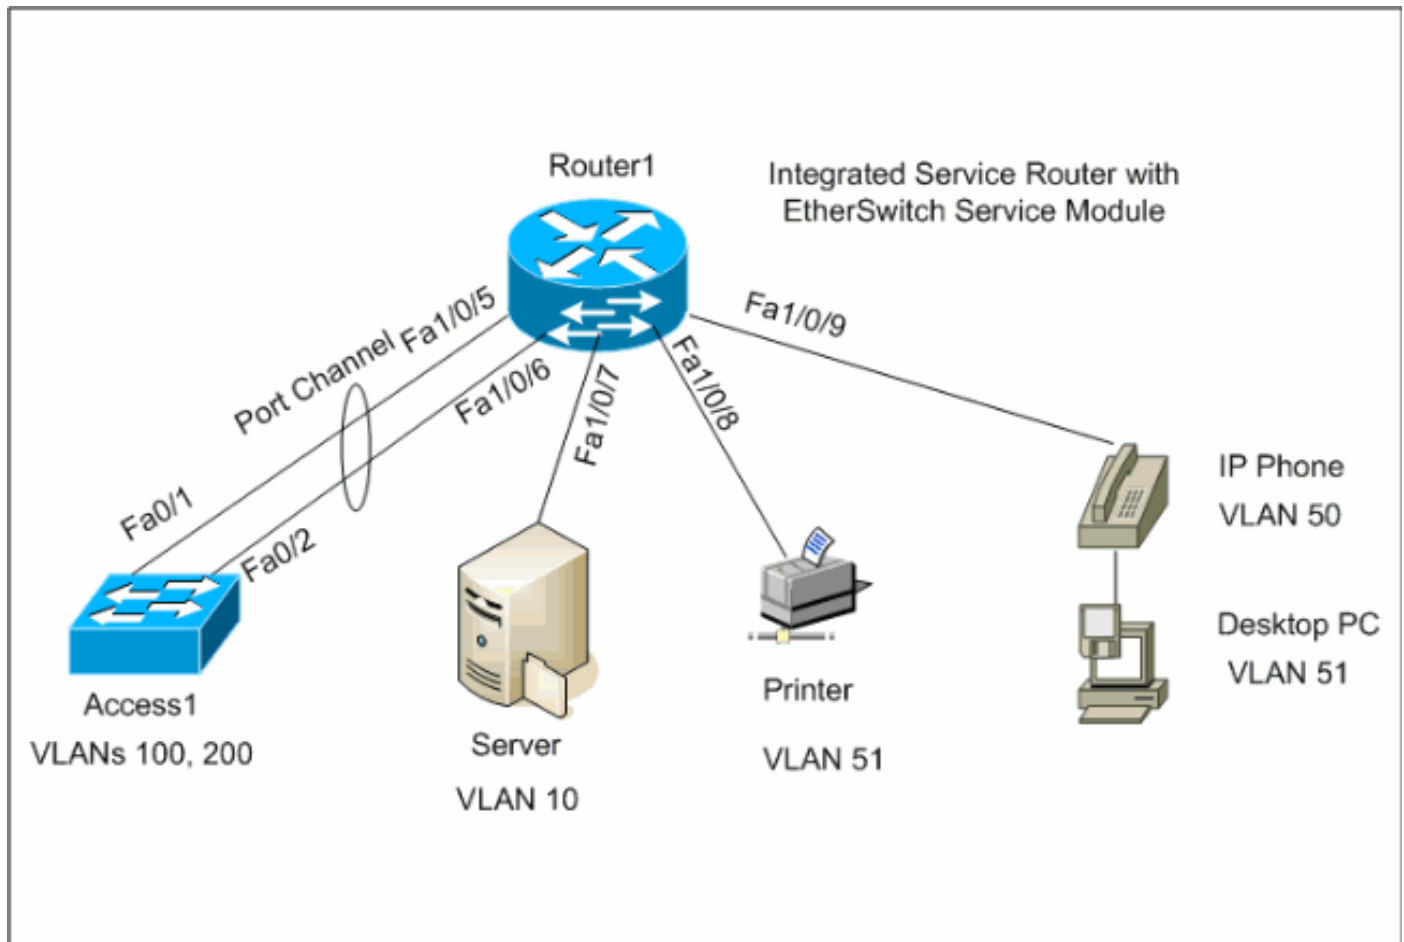 Router1
Integrated Service Router with
EtherSwitch Service Module
Port Channel
Fa1/0/5
Fa1/0/6
Fa1/0/7
Fa1/0/8
Fa1/0/9
Fa0/1
Fa0/2
IP Phone
VLAN 50
Desktop PC
VLAN 51
Access1
VLANs 100, 200
Server
VLAN 10
Printer
VLAN 51